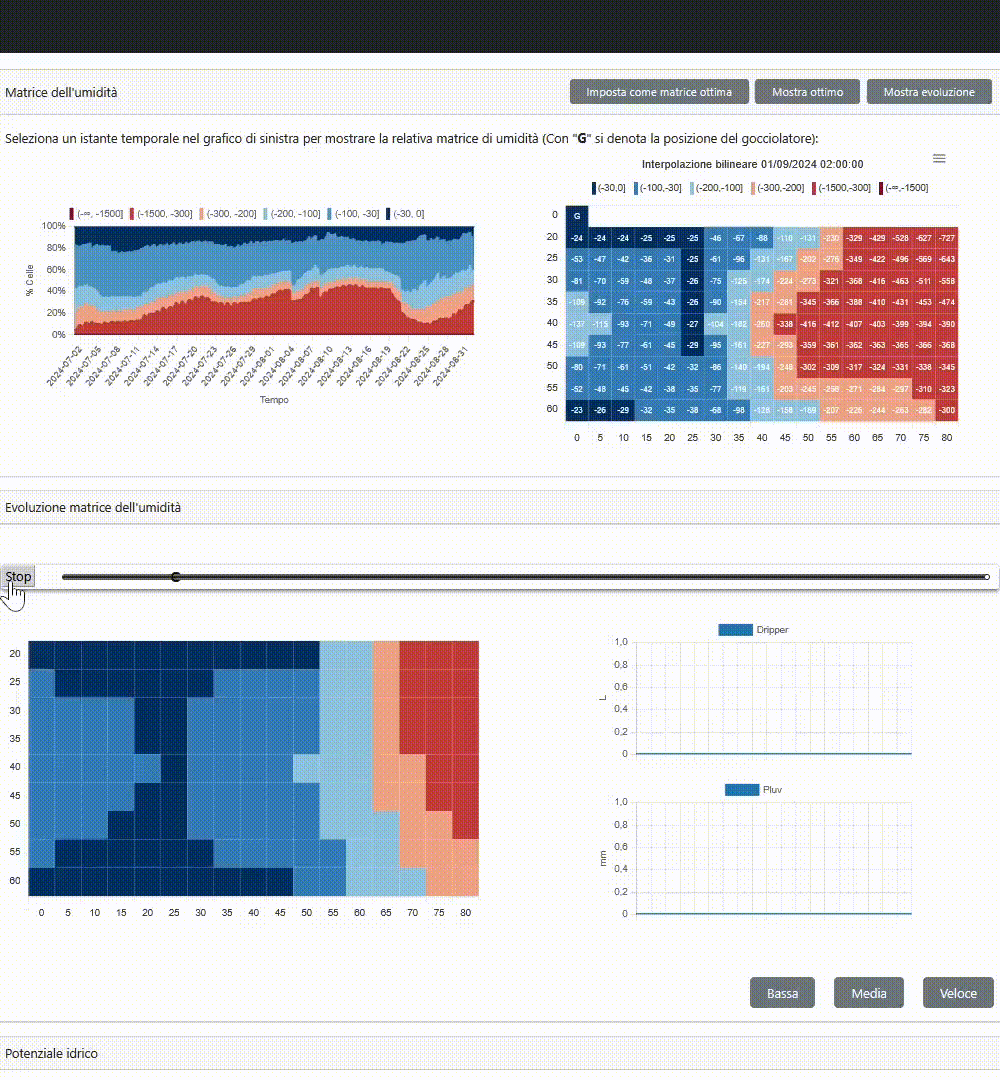 Matrice dell'umidità
Imposta come matrice ottima
Mostra ottimo
Mostra evoluzione
Seleziona un istante temporale nel grafico di sinistra per mostrare la relativa matrice di umidità (Con "G" si denota la posizione del gocciolatore):
(-∞, -1500] (-1500, -300] (-300, -200] (-200, -100] (-100, -30] (-30, 0]
100%
80%
60%
40%
20%
0%
% Celle
2024-07-02 2024-07-05 2024-07-08 2024-07-11 2024-07-14 2024-07-17 2024-07-20 2024-07-23 2024-07-26 2024-07-29 2024-08-01 2024-08-04 2024-08-07 2024-08-10 2024-08-13 2024-08-16 2024-08-19 2024-08-22 2024-08-25 2024-08-28 2024-08-31
Tempo
Interpolazione bilineare 01/09/2024 02:00:00
(-30,0] (-100,-30] (-200,-100] (-300,-200] (-1500,-300] (-∞,-1500]
0 G
20 -24 -24 -24 -25 -25 -25 -46 -67 -88 -110 -131 -230 -329 -429 -528 -627 -727
25 -53 -47 -42 -36 -31 -25 -61 -96 -131 -167 -202 -276 -349 -422 -496 -569 -643
30 -81 -70 -59 -48 -37 -26 -273 -321 -368 -416 -463 -511 -558
35 -109 -92 -76 -59 -43 -26 -90 -154 -217 -281 -345 -366 -388 -410 -431 -453 -474
40 -137 -115 -93 -71 -49 -27 -104 -338 -416 -412 -407 -403 -399 -394 -390
45 -109 -93 -77 -61 -45 -29 -95 -161 -227 -293 -359 -361 -362 -363 -365 -366 -368
50 -80 -71 -61 -51 -42 -32 -86 -140 -194 -302 -309 -317 -324 -331 -338 -345
55 -52 -48 -45 -42 -38 -35 -77 -203 -245 -271 -284 -297 -310 -323
60 -23 -26 -29 -32 -35 -38 -68 -98 -128 -207 -226 -244 -263 -282 -300
0 5 10 15 20 25 30 35 40 45 50 55 60 65 70 75 80
Evoluzione matrice dell'umidità
Stop
20
25
30
35
40
45
50
55
60
0 5 10 15 20 25 30 35 40 45 50 55 60 65 70 75 80
Dripper
1,0
0,8
0,6
0,4
0,2
0
L
Pluv
1,0
0,8
0,6
0,4
0,2
0
mm
Bassa
Media
Veloce
Potenziale idrico